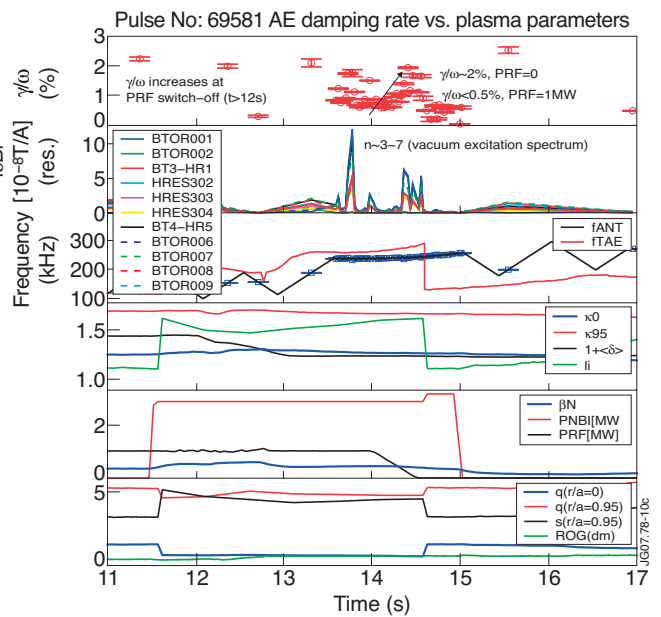 Pulse No: 69581 AE damping rate vs. plasma parameters
γ/ω
(%)
3
2
1
0
γ/ω increases at
PRF switch-off (t>12s)
γ/ω~2%, PRF=0
γ/ω<0.5%, PRF=1MW
[10⁻⁸T/A]
(res.)
10
5
0
BTOR001
BTOR002
BT3-HR1
HRES302
HRES303
HRES304
BT4-HR5
BTOR006
BTOR007
BTOR008
BTOR009
n~3-7 (vacuum excitation spectrum)
Frequency
(kHz)
300
200
100
fANT
fTAE
1.5
1.0
κ0
κ95
1+<δ>
li
2
0
βN
PNBI[MW
PRF[MW]
5
0
q(r/a=0)
q(r/a=0.95)
s(r/a=0.95)
ROG(dm)
11
12
13
14
15
16
17
Time (s)
JG07.78-10c